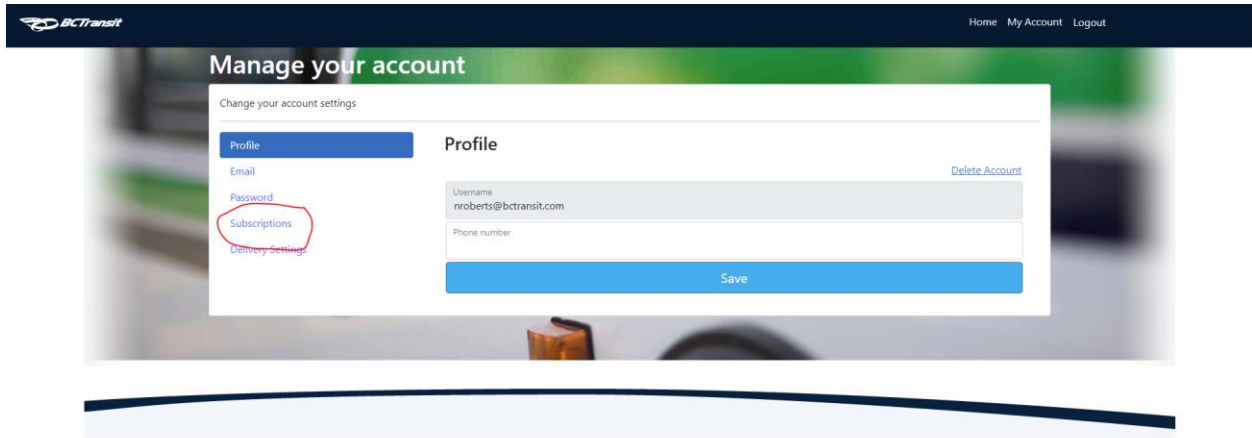 BCTransit
Home My Account Logout
Manage your account
Change your account settings
Profile
Email
Password
Subscriptions
Delivery Settings
Profile
Delete Account
Username
nroberts@bctransit.com
Phone number
Save